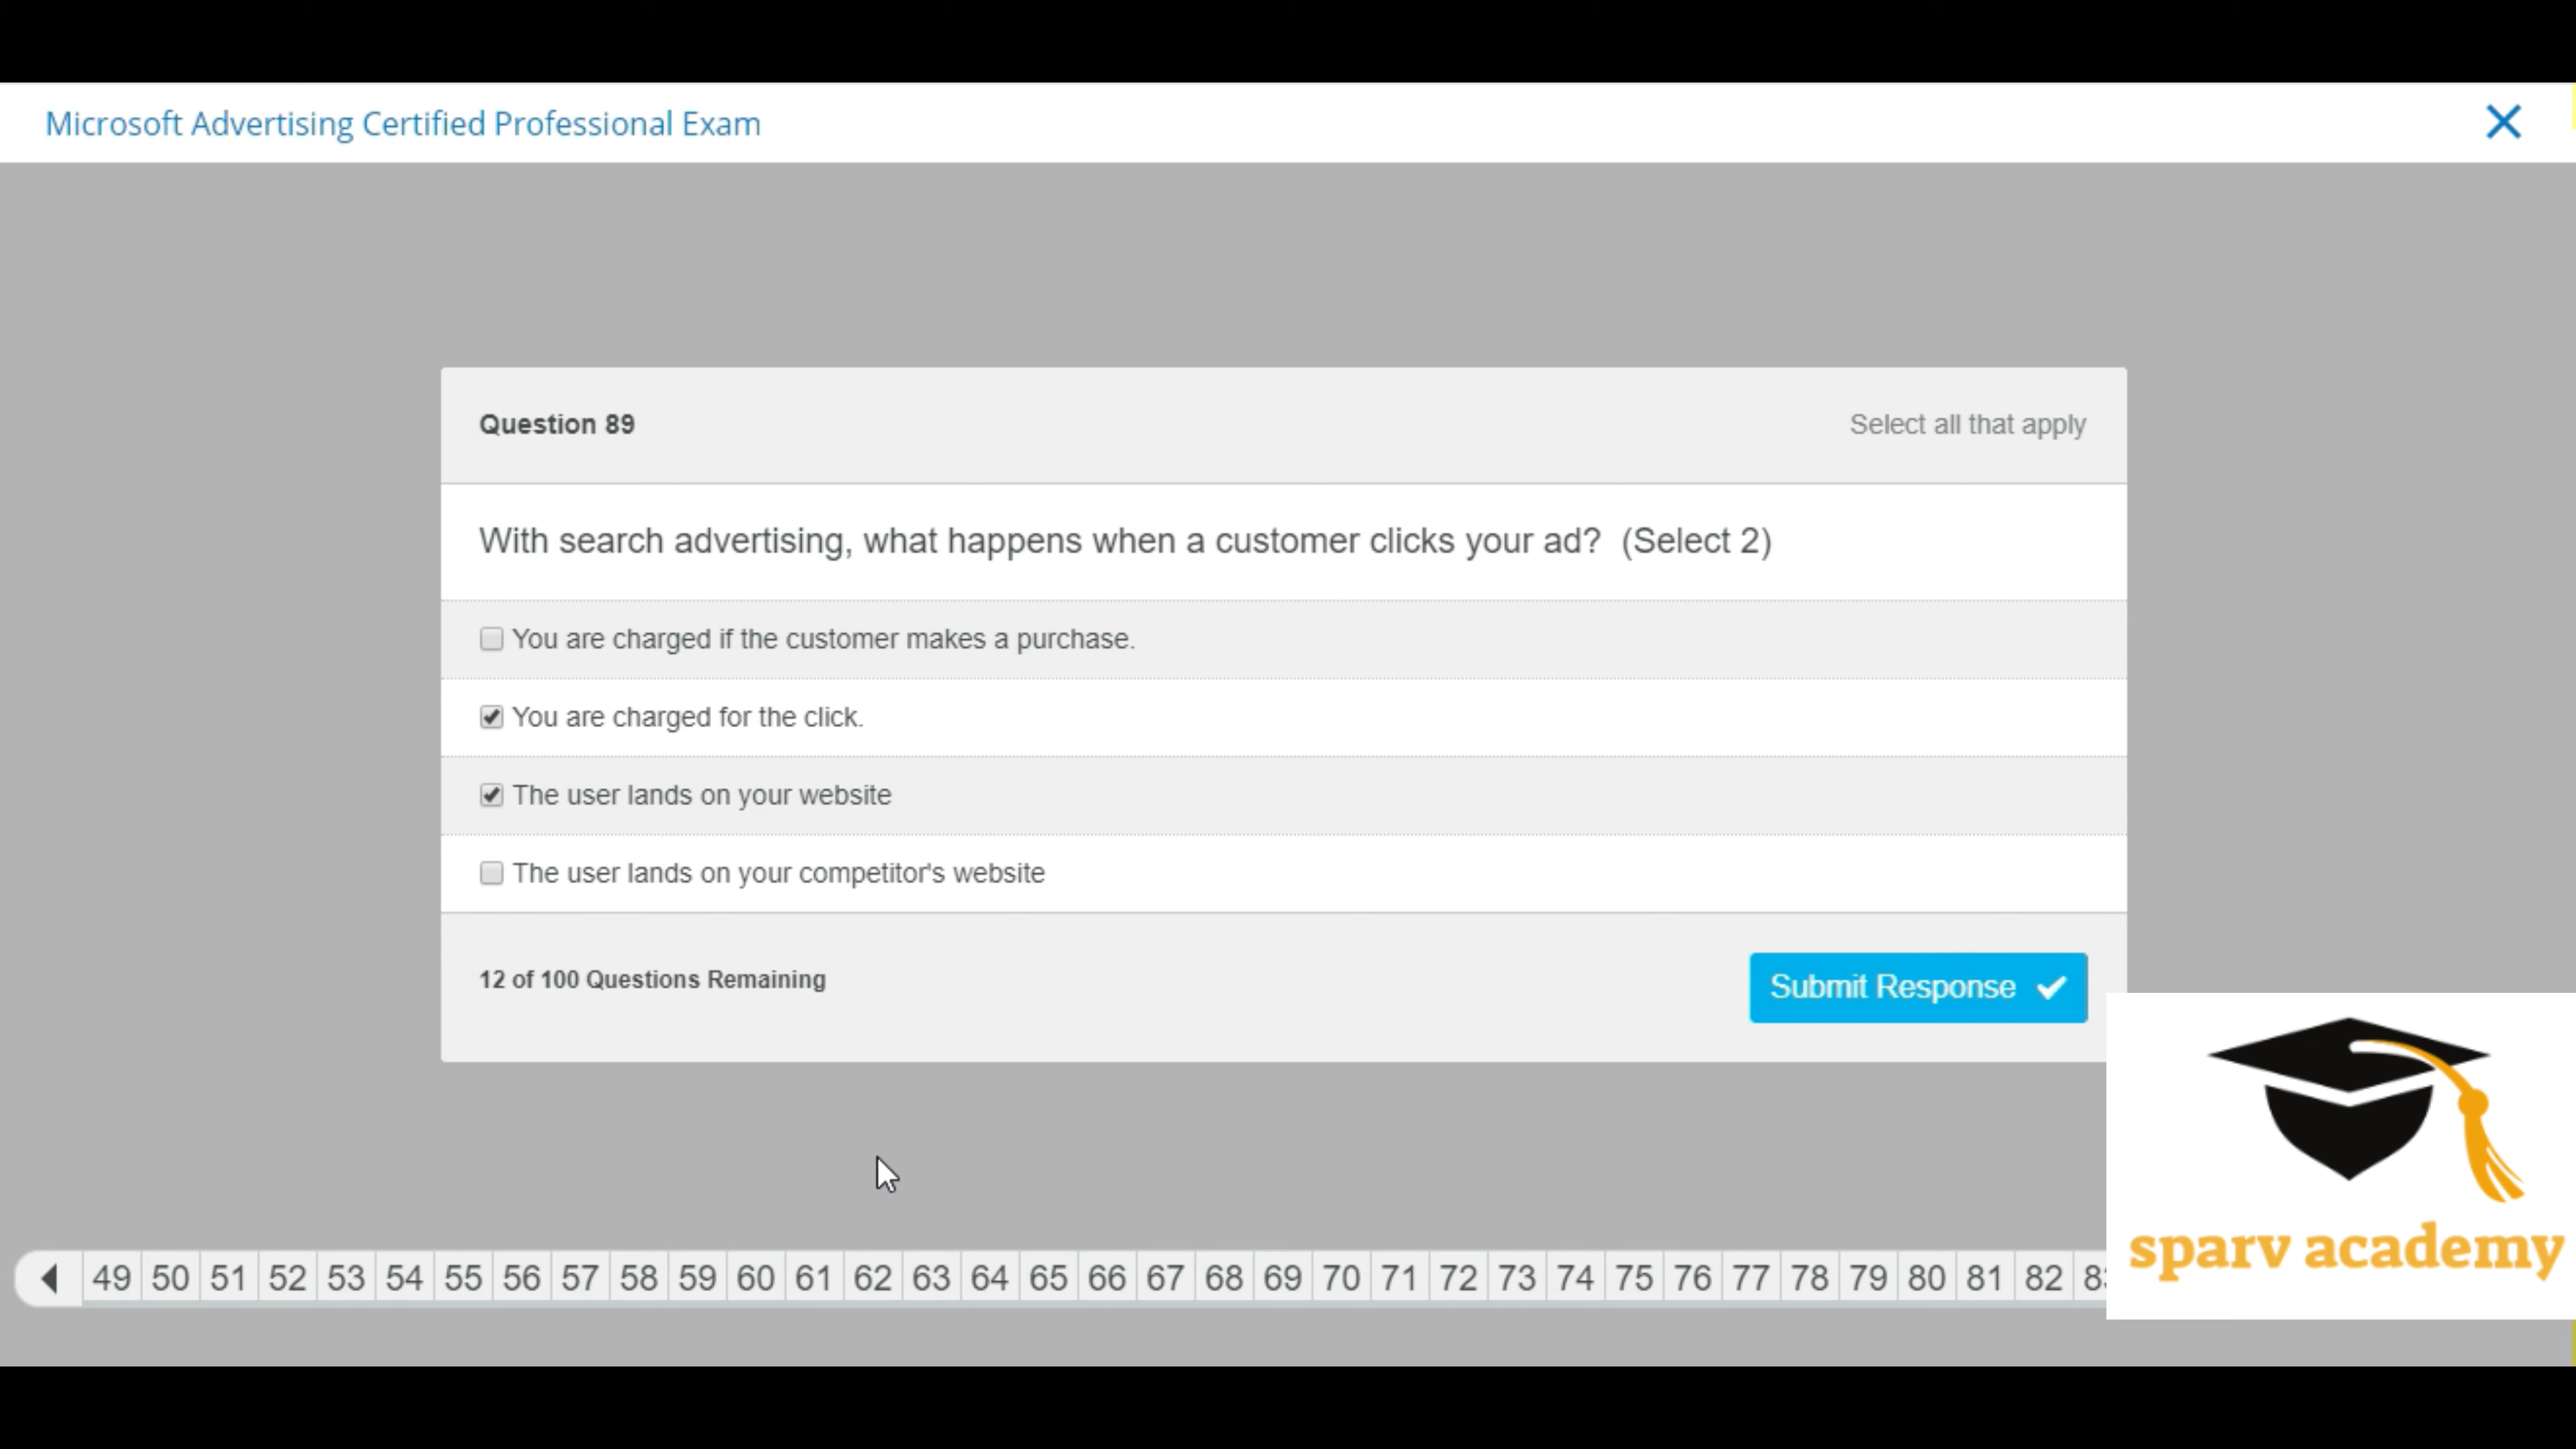 Microsoft Advertising Certified Professional Exam
Question 89
Select all that apply
With search advertising, what happens when a customer clicks your ad?  (Select 2)
You are charged if the customer makes a purchase.
You are charged for the click.
The user lands on your website
The user lands on your competitor's website
12 of 100 Questions Remaining
Submit Response
sparv academy
49 50 51 52 53 54 55 56 57 58 59 60 61 62 63 64 65 66 67 68 69 70 71 72 73 74 75 76 77 78 79 80 81 82